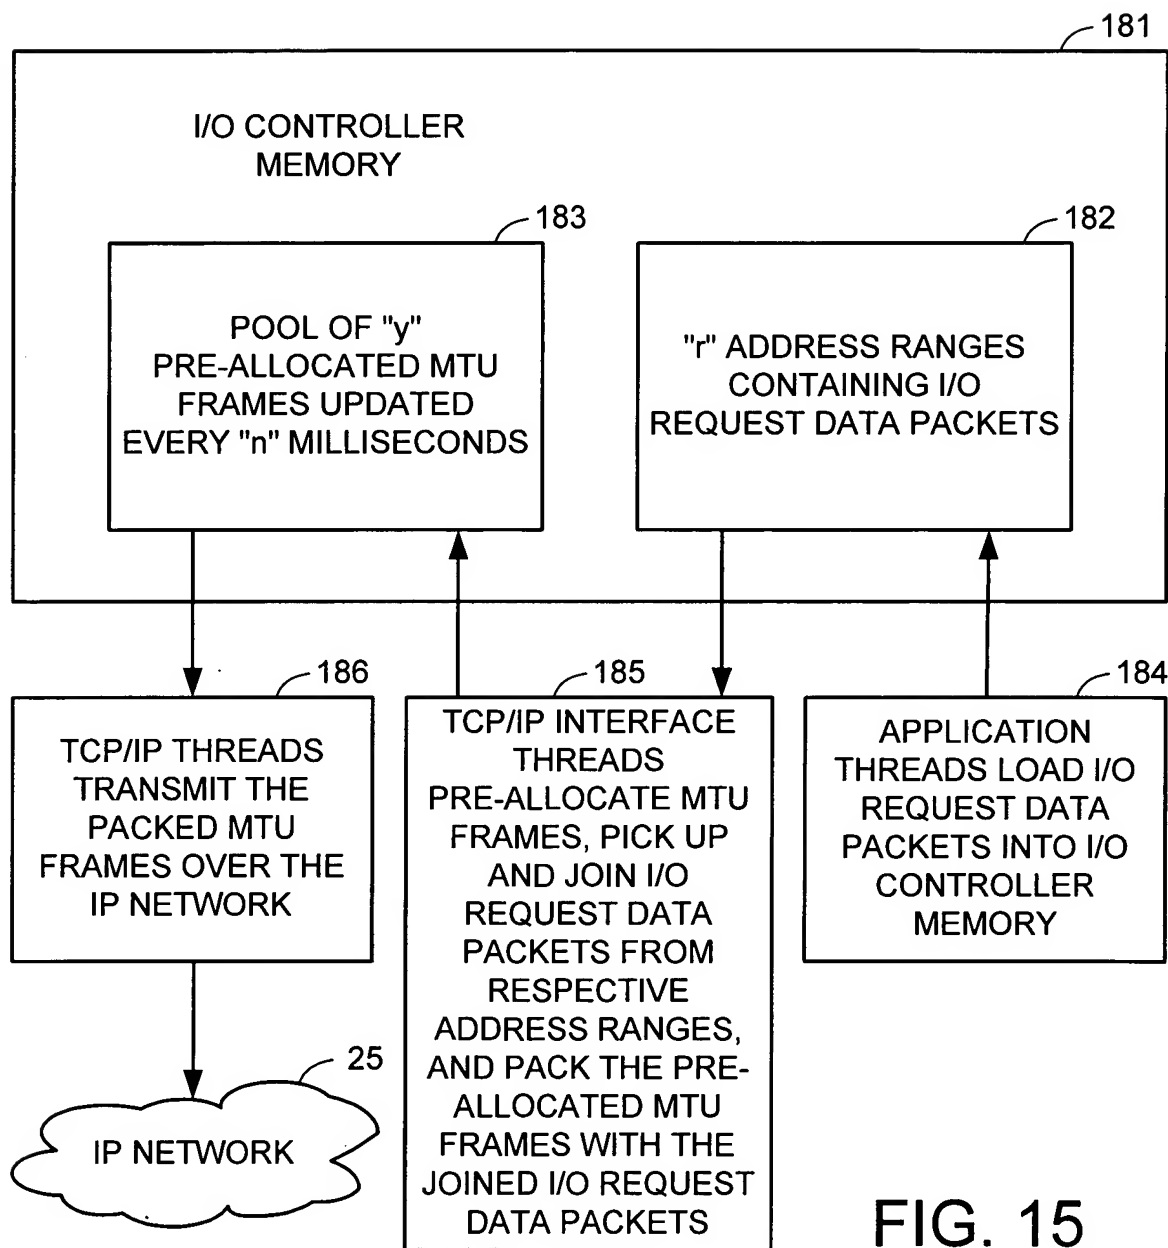 181
I/O CONTROLLER
MEMORY
183
182
POOL OF "y"
PRE-ALLOCATED MTU
FRAMES UPDATED
EVERY "n" MILLISECONDS
"r" ADDRESS RANGES
CONTAINING I/O
REQUEST DATA PACKETS
186
185
184
TCP/IP THREADS
TRANSMIT THE
PACKED MTU
FRAMES OVER THE
IP NETWORK
TCP/IP INTERFACE
THREADS
PRE-ALLOCATE MTU
FRAMES, PICK UP
AND JOIN I/O
REQUEST DATA
PACKETS FROM
RESPECTIVE
ADDRESS RANGES,
AND PACK THE PRE-
ALLOCATED MTU
FRAMES WITH THE
JOINED I/O REQUEST
DATA PACKETS
APPLICATION
THREADS LOAD I/O
REQUEST DATA
PACKETS INTO I/O
CONTROLLER
MEMORY
25
IP NETWORK
FIG. 15